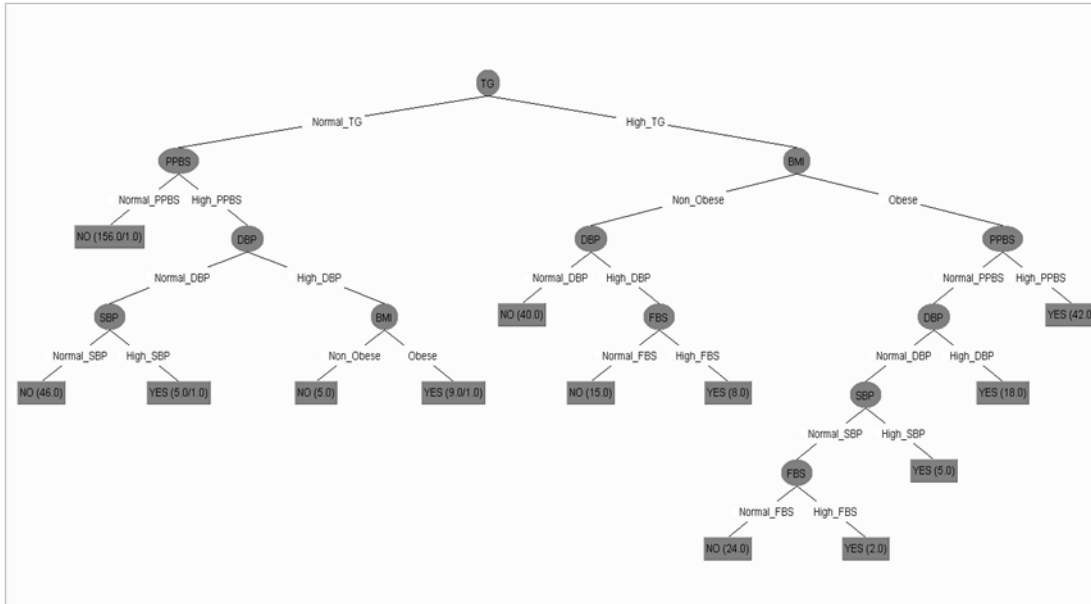 TG
Normal_TG High_TG
PPBS BMI
Normal_PPBS High_PPBS Non_Obese Obese
NO (156.0/1.0) DBP DBP PPBS
Normal_DBP High_DBP Normal_DBP High_DBP Normal_PPBS High_PPBS
SBP BMI NO (40.0) FBS DBP YES (42.0
Normal_SBP High_SBP Non_Obese Obese Normal_FBS High_FBS Normal_DBP High_DBP
NO (46.0) YES (5.0/1.0) NO (5.0) YES (9.0/1.0) NO (15.0) YES (8.0) SBP YES (18.0)
Normal_SBP High_SBP
FBS YES (5.0)
Normal_FBS High_FBS
NO (24.0) YES (2.0)